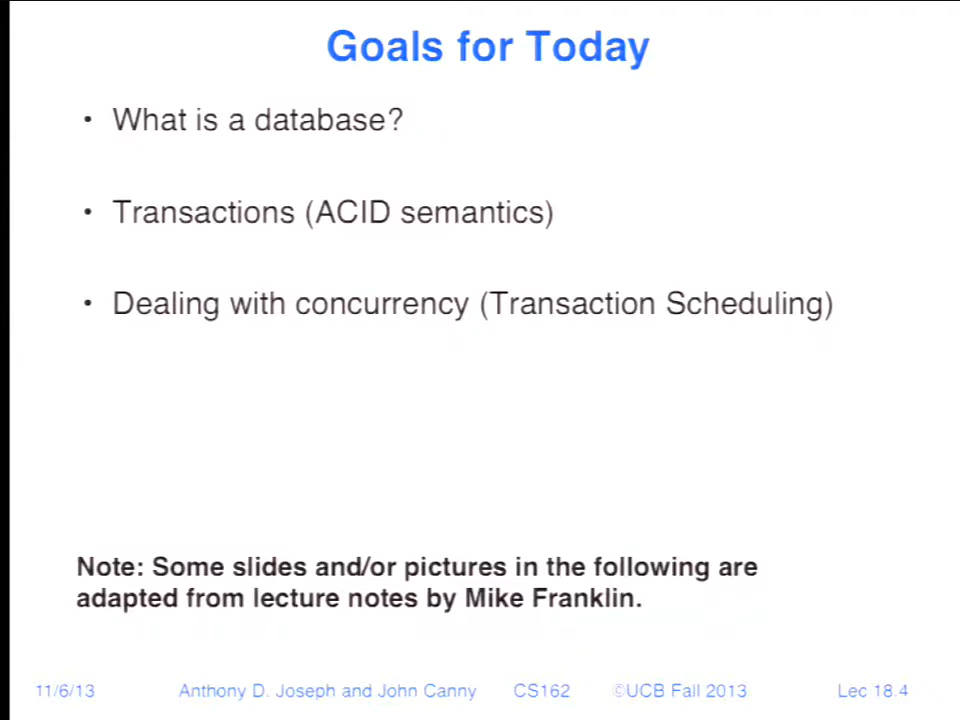 Goals for Today
• What is a database?
• Transactions (ACID semantics)
• Dealing with concurrency (Transaction Scheduling)
Note: Some slides and/or pictures in the following are
adapted from lecture notes by Mike Franklin.
11/6/13 Anthony D. Joseph and John Canny CS162 ©UCB Fall 2013 Lec 18.4